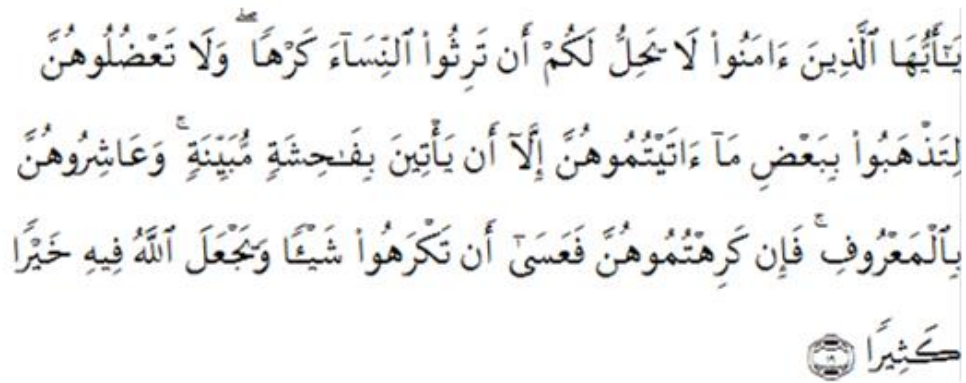 يَـٰٓأَيُّهَا ٱلَّذِينَ ءَامَنُوا۟ لَا يَحِلُّ لَكُمْ أَن تَرِثُوا۟ ٱلنِّسَآءَ كَرْهًا ۖ وَلَا تَعْضُلُوهُنَّ
لِتَذْهَبُوا۟ بِبَعْضِ مَآ ءَاتَيْتُمُوهُنَّ إِلَّآ أَن يَأْتِينَ بِفَـٰحِشَةٍ مُّبَيِّنَةٍ ۚ وَعَاشِرُوهُنَّ
بِٱلْمَعْرُوفِ ۚ فَإِن كَرِهْتُمُوهُنَّ فَعَسَىٰٓ أَن تَكْرَهُوا۟ شَيْـًٔا وَيَجْعَلَ ٱللَّهُ فِيهِ خَيْرًا
كَثِيرًا ۝١٩